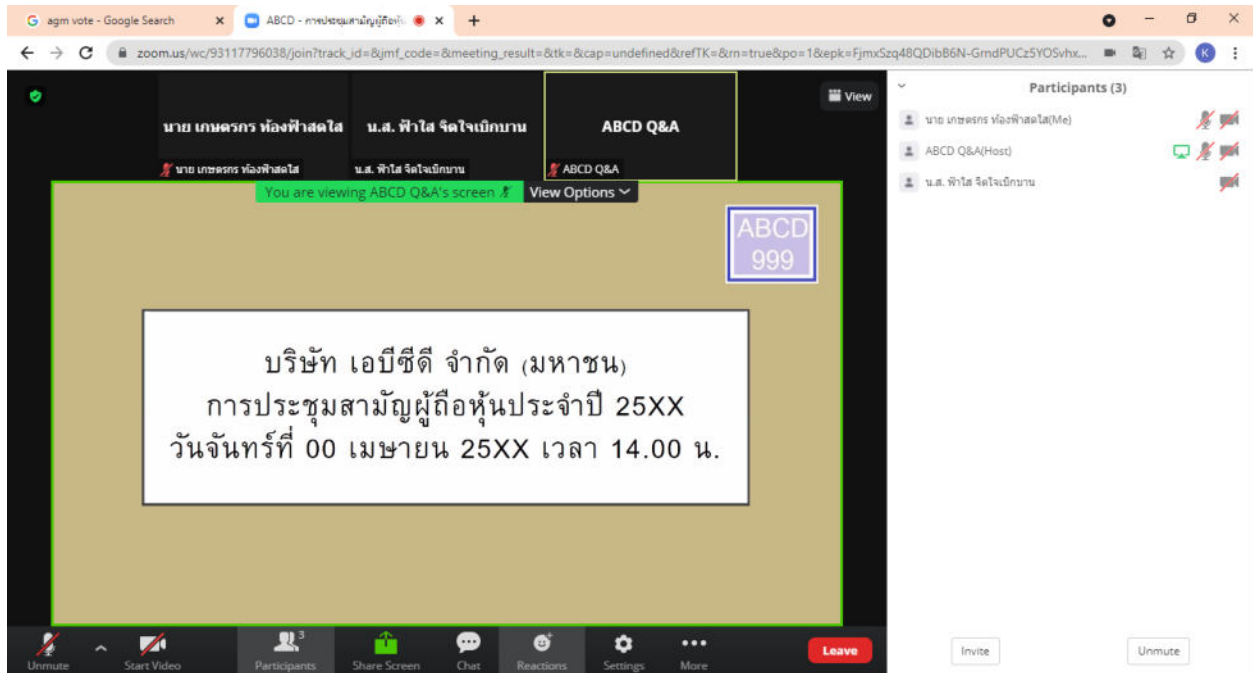 agm vote - Google Search
ABCD - การประชุมสามัญผู้ถือหุ้
zoom.us/wc/93117796038/join?track_id=&jmf_code=&meeting_result=&tk=&cap=undefined&refTK=&rn=true&po=1&epk=FjmxSzq48QDibB6N-GmdPUCz5YOSvhx...
K
View
นาย เกษตรกร ท้องฟ้าสดใส
น.ส. ฟ้าใส จิตใจเบิกบาน
ABCD Q&A
นาย เกษตรกร ท้องฟ้าสดใส
น.ส. ฟ้าใส จิตใจเบิกบาน
ABCD Q&A
You are viewing ABCD Q&A's screen
View Options
ABCD
999
บริษัท เอบีซีดี จำกัด (มหาชน)
การประชุมสามัญผู้ถือหุ้นประจำปี 25XX
วันจันทร์ที่ 00 เมษายน 25XX เวลา 14.00 น.
Unmute
Start Video
3
Participants
Share Screen
Chat
Reactions
Settings
More
Leave
Participants (3)
นาย เกษตรกร ท้องฟ้าสดใส(Me)
ABCD Q&A(Host)
น.ส. ฟ้าใส จิตใจเบิกบาน
Invite
Unmute